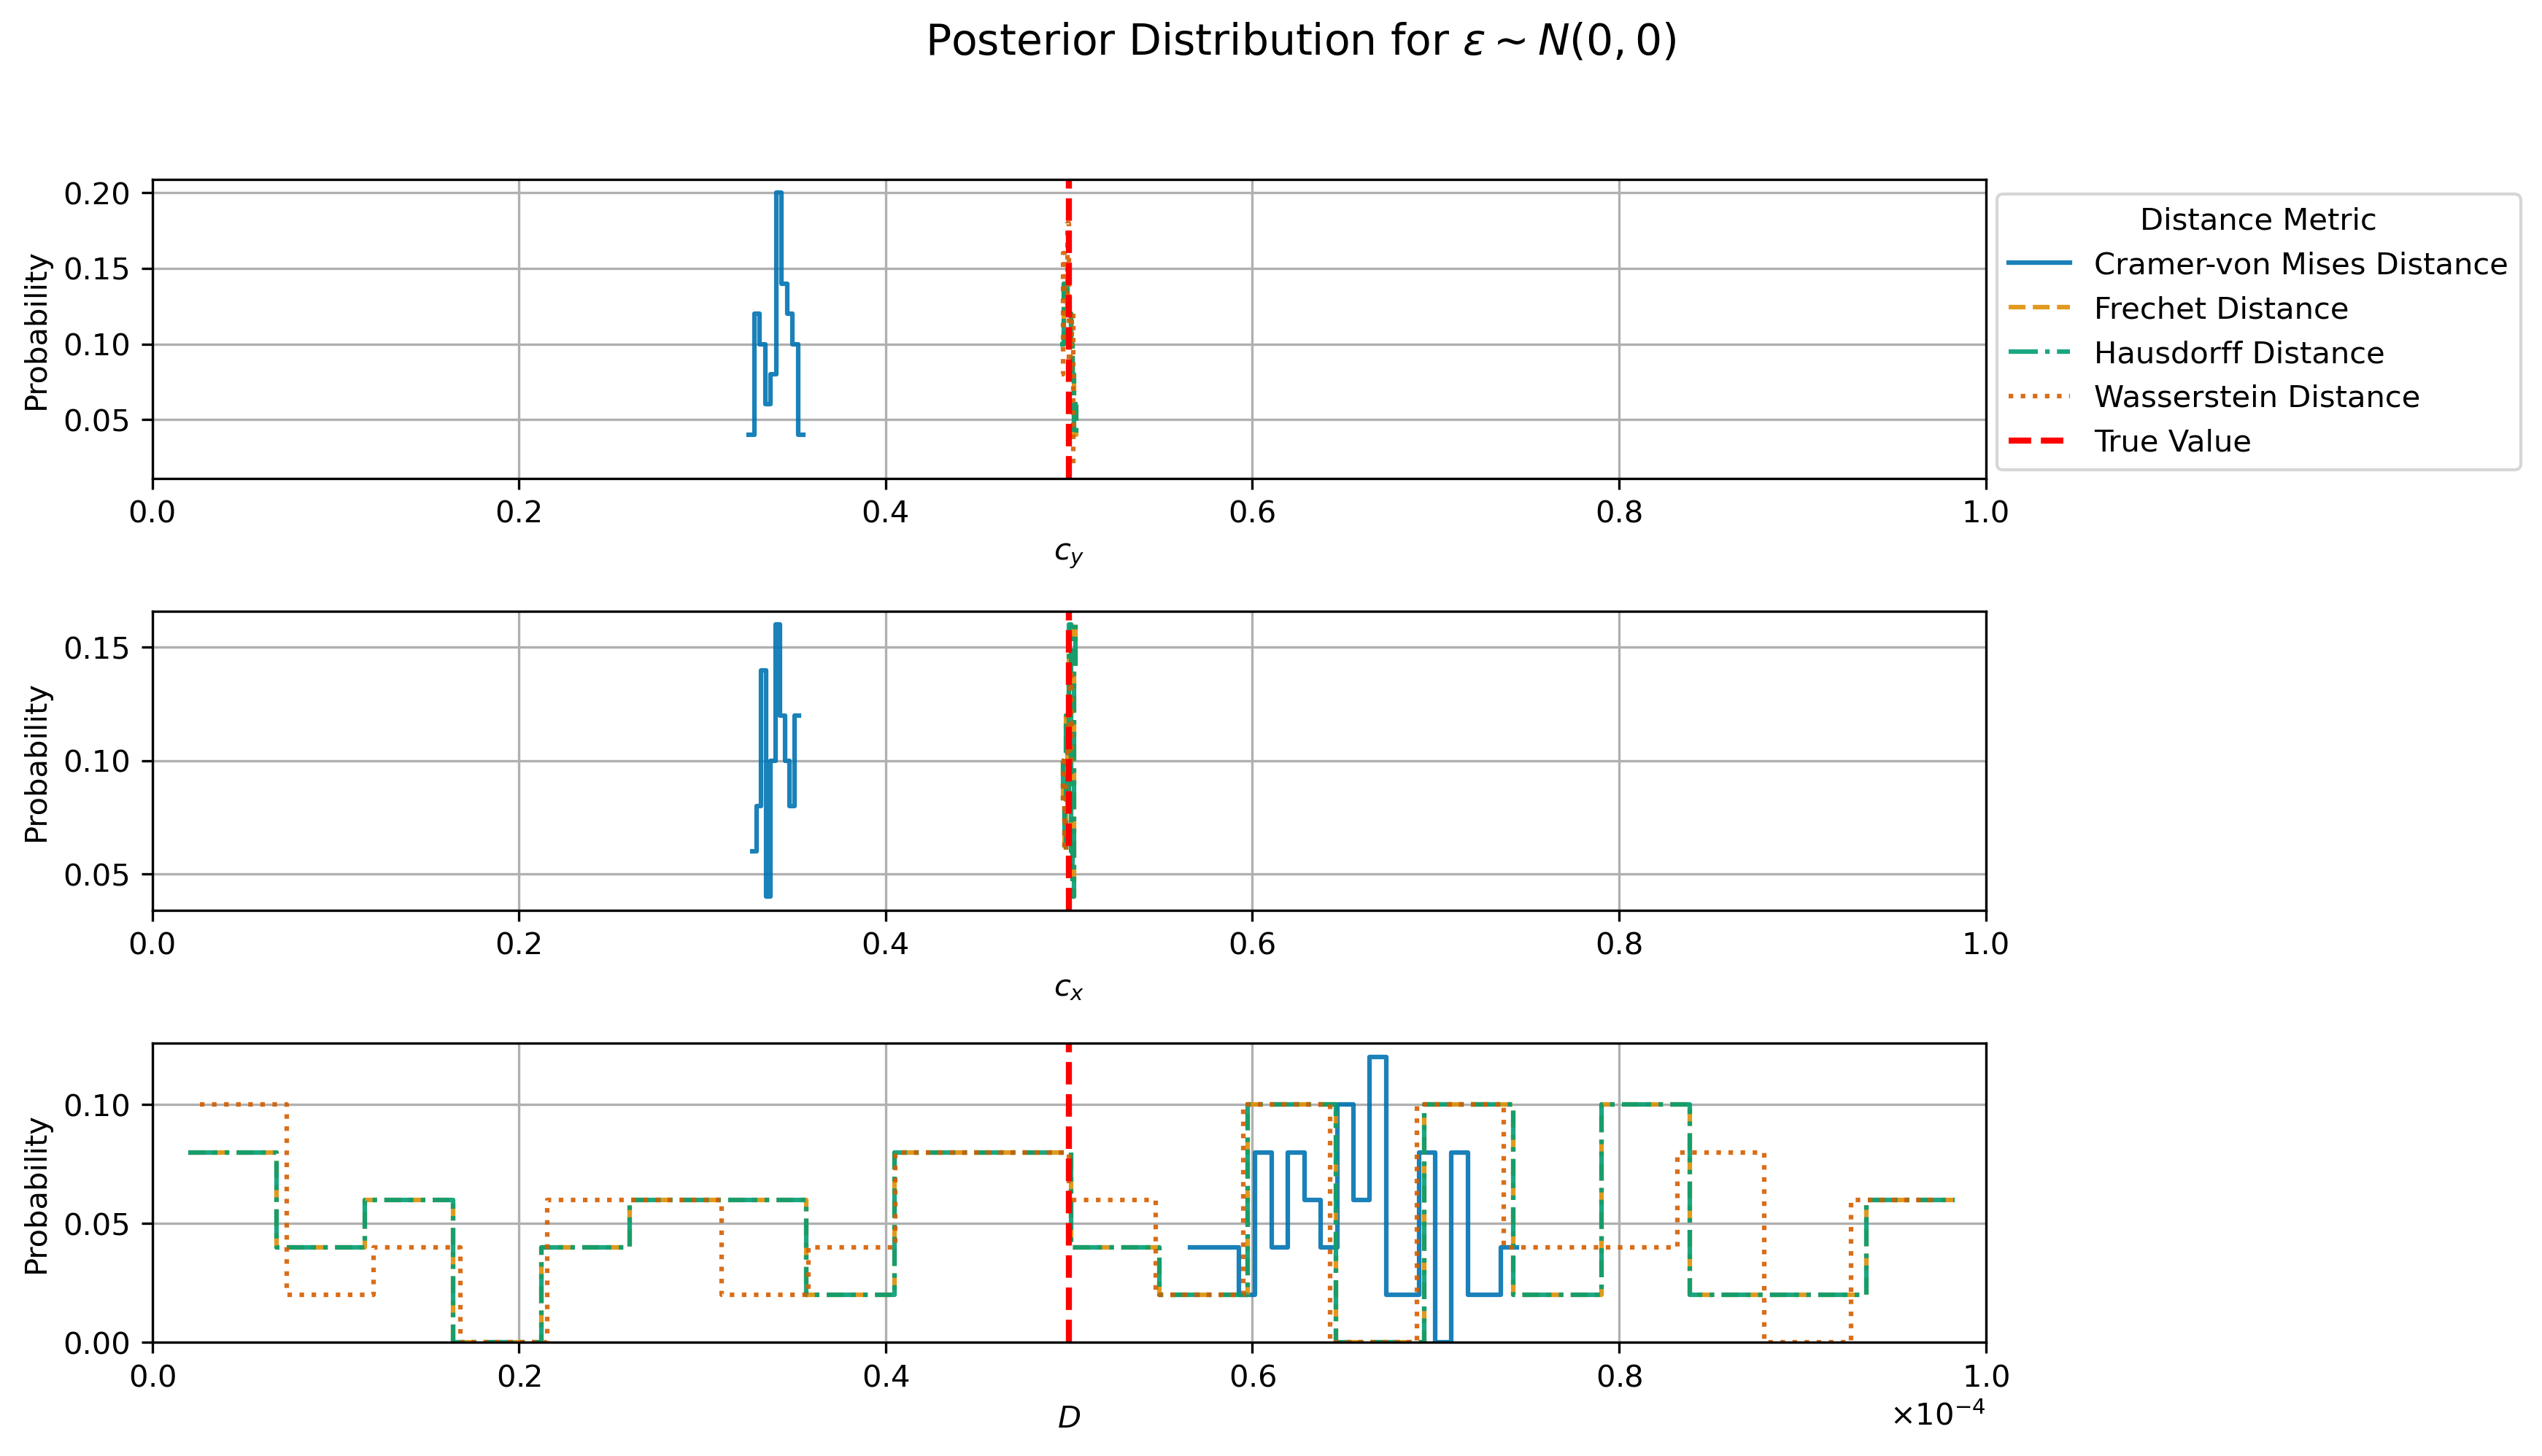 Posterior Distribution for ε ~ N(0, 0)
0.20
0.15
0.10
0.05
Probability
0.0 0.2 0.4 0.6 0.8 1.0
c_y
Distance Metric
Cramer-von Mises Distance
Frechet Distance
Hausdorff Distance
Wasserstein Distance
True Value
0.15
0.10
0.05
Probability
0.0 0.2 0.4 0.6 0.8 1.0
c_x
0.10
0.05
0.00
Probability
0.0 0.2 0.4 0.6 0.8 1.0
×10⁻⁴
D